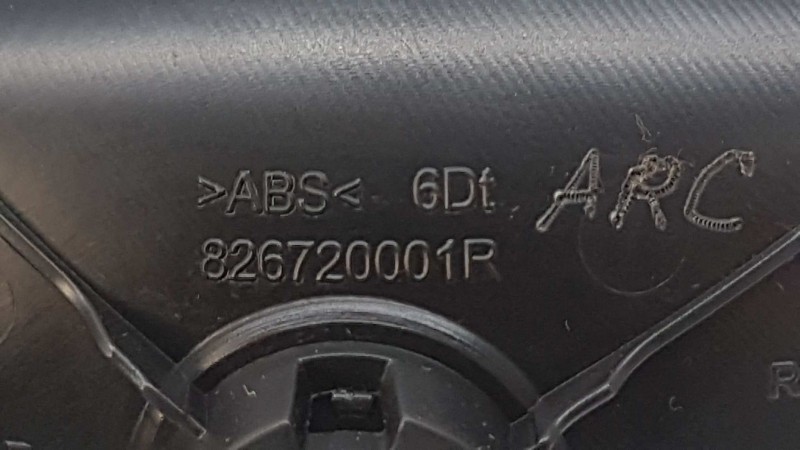 >ABS< 6Dt ARC
826720001R
R